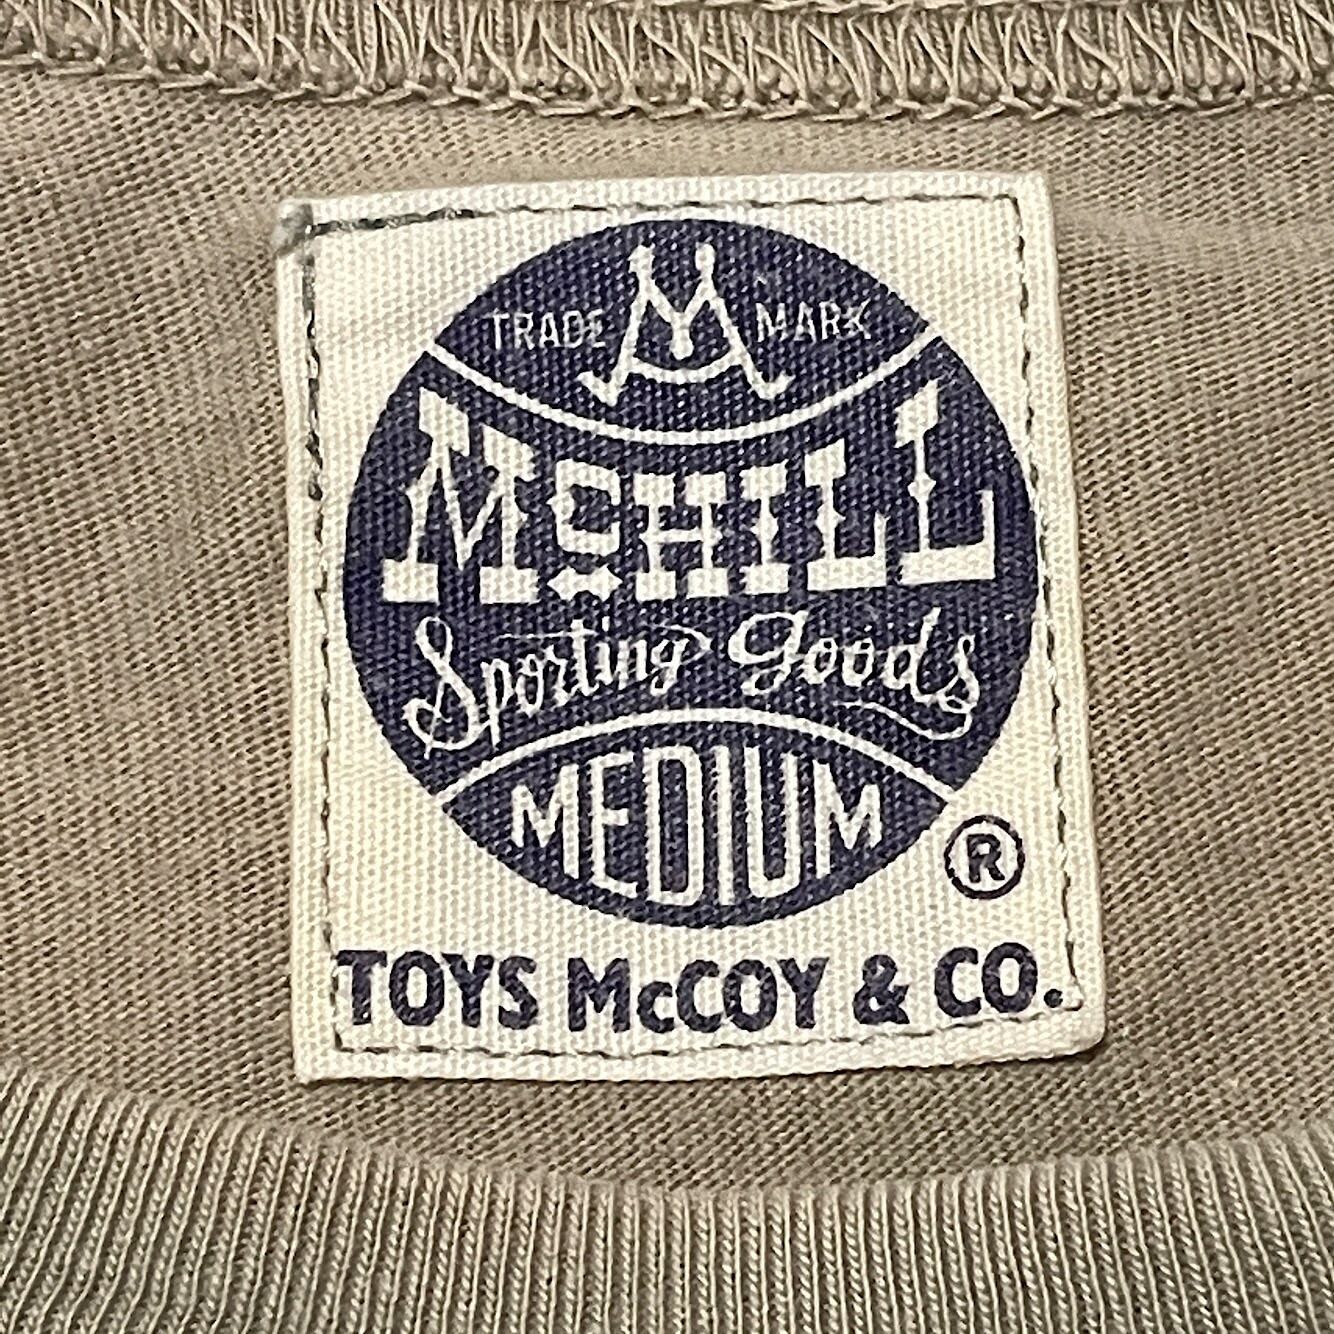 TRADE MARK
McHILL
Sporting Goods
MEDIUM
®
TOYS McCOY & CO.